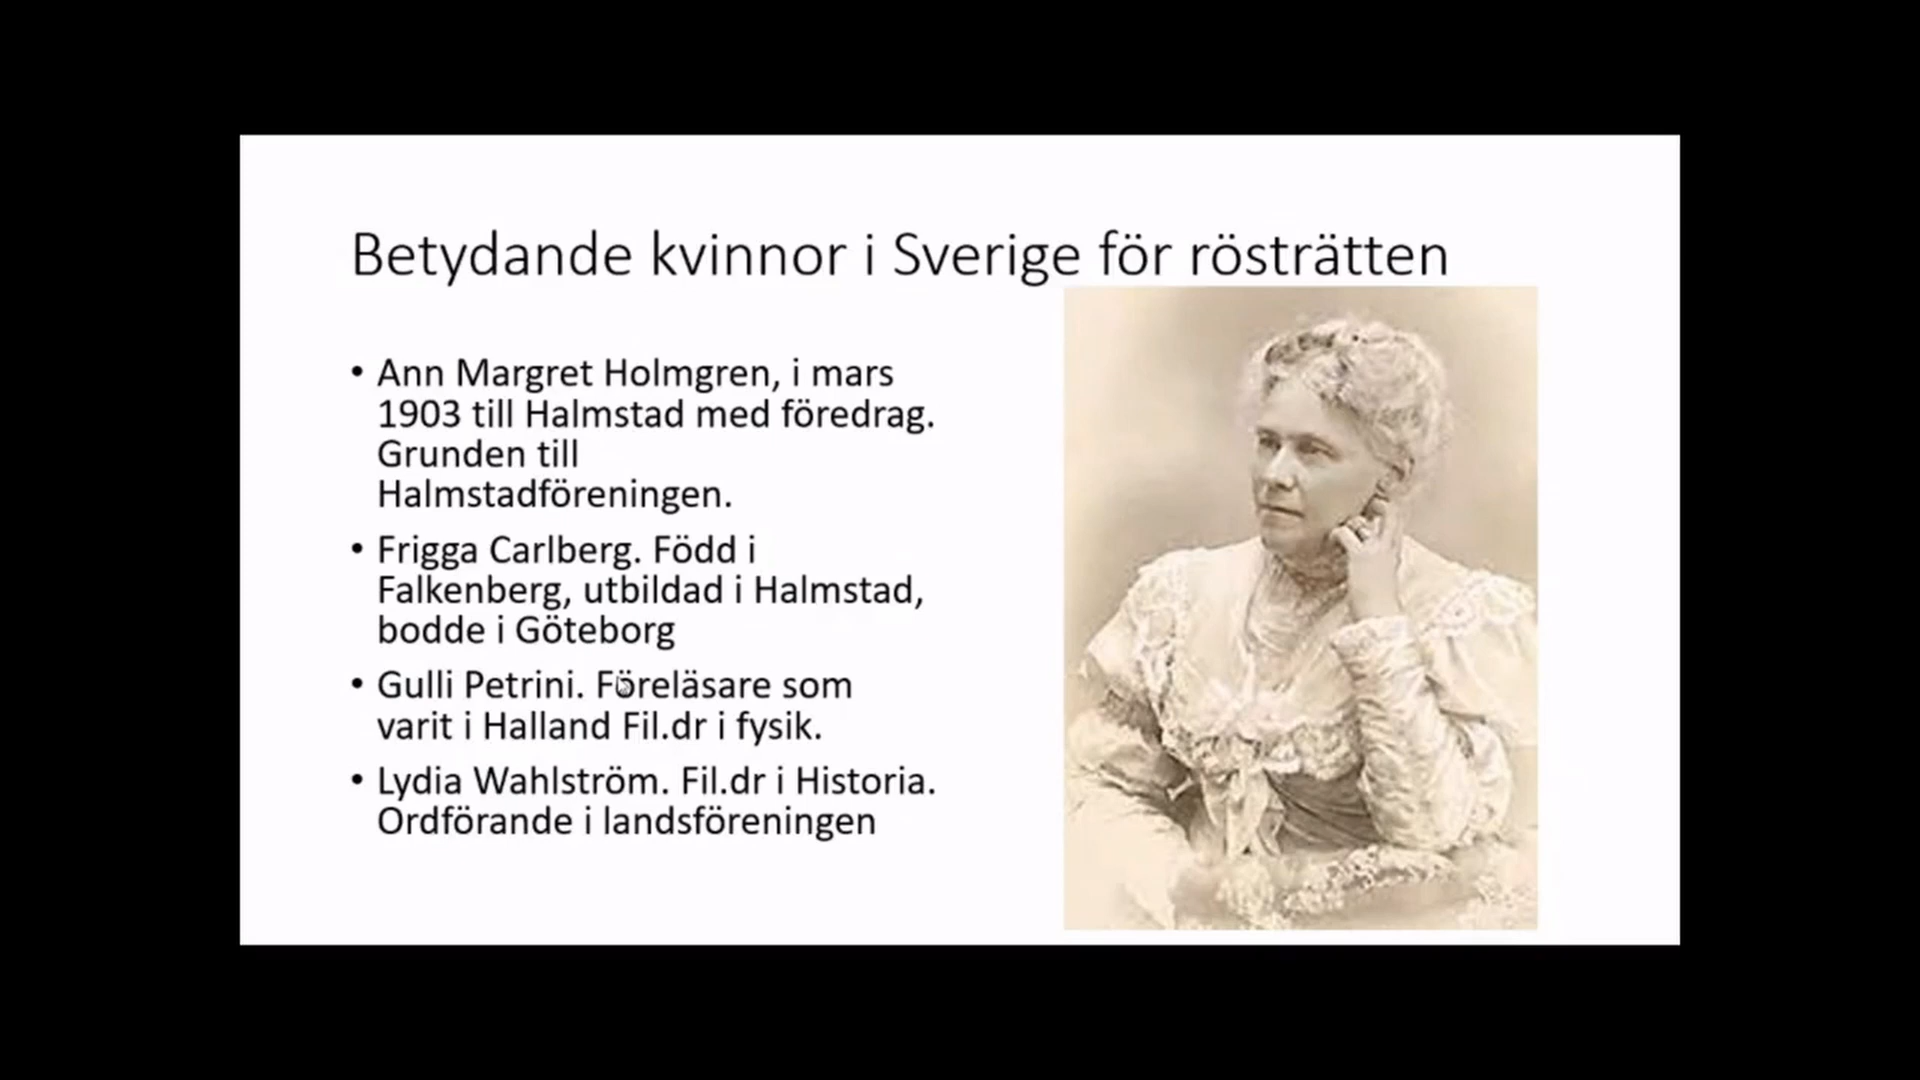 Betydande kvinnor i Sverige för rösträtten
• Ann Margret Holmgren, i mars
1903 till Halmstad med föredrag.
Grunden till
Halmstadföreningen.
• Frigga Carlberg. Född i
Falkenberg, utbildad i Halmstad,
bodde i Göteborg
• Gulli Petrini. Föreläsare som
varit i Halland Fil.dr i fysik.
• Lydia Wahlström. Fil.dr i Historia.
Ordförande i landsföreningen